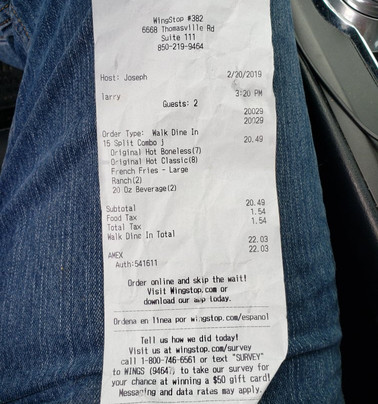 WingStop #382
6668 Thomasville Rd
Suite 111
850-219-9464
Host: Joseph 2/20/2019
larry 3:20 PM
Guests: 2
20029
20029
Order Type: Walk Dine In
15 Split Combo j 20.49
Original Hot Boneless(7)
Original Hot Classic(8)
French Fries - Large
Ranch(2)
20 Oz Beverage(2)
Subtotal 20.49
Food Tax 1.54
Total Tax 1.54
Walk Dine In Total 22.03
AMEX 22.03
Auth:541611
Order online and skip the wait!
Visit Wingstop.com or
download our app today.
Ordena en linea por wingstop.com/espanol
Tell us how we did today!
Visit us at wingstop.com/survey
call 1-800-746-6561 or text "SURVEY"
to WINGS (94647) to take our survey for
your chance at winning a $50 gift card!
Messaging and data rates may apply.